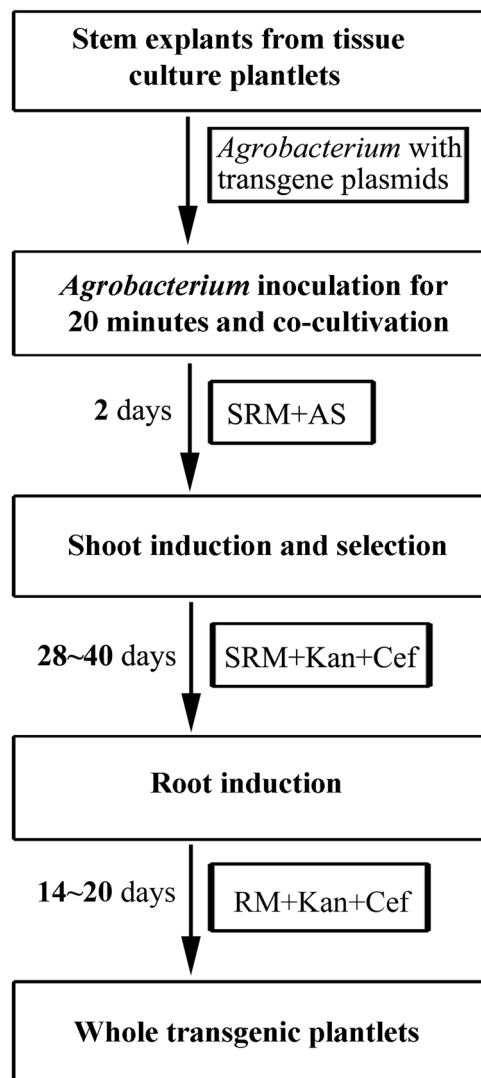 Stem explants from tissue
culture plantlets
Agrobacterium with
transgene plasmids
Agrobacterium inoculation for
20 minutes and co-cultivation
2 days
SRM+AS
Shoot induction and selection
28~40 days
SRM+Kan+Cef
Root induction
14~20 days
RM+Kan+Cef
Whole transgenic plantlets